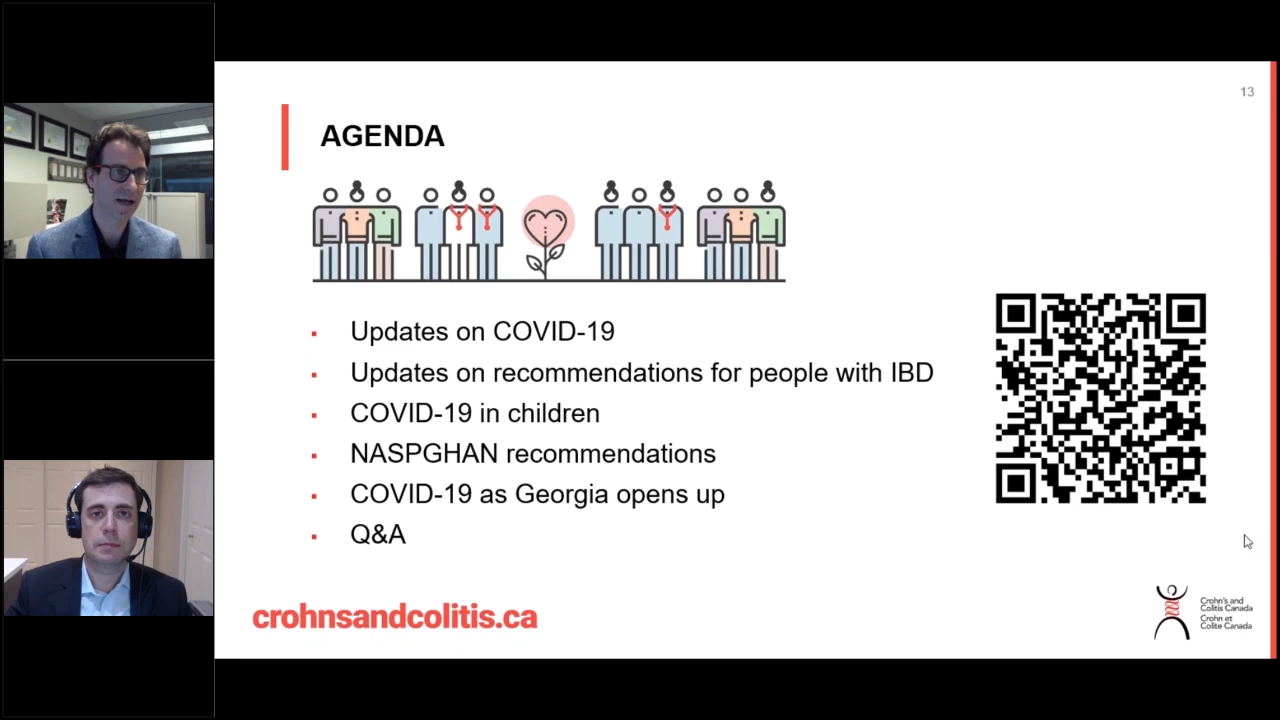 13
AGENDA
Updates on COVID-19
Updates on recommendations for people with IBD
COVID-19 in children
NASPGHAN recommendations
COVID-19 as Georgia opens up
Q&A
crohnsandcolitis.ca
Crohn's and
Colitis Canada
Crohn et
Colite Canada